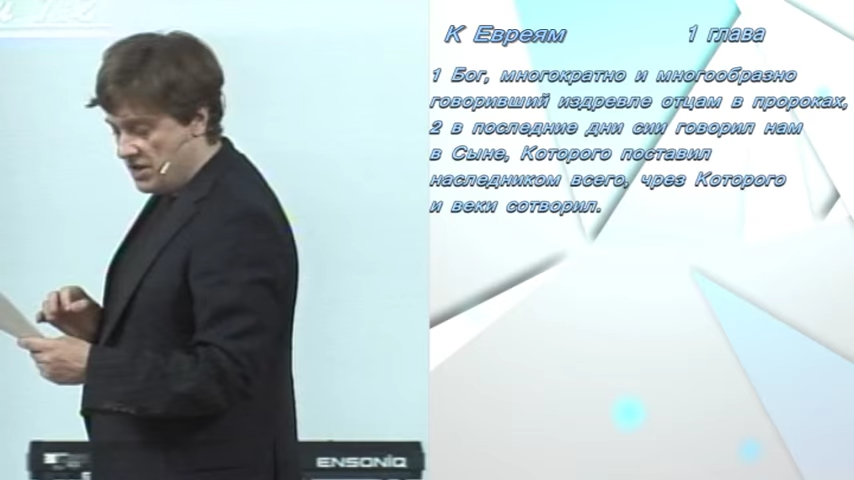 К Евреям 1 глава
1 Бог, многократно и многообразно
говоривший издревле отцам в пророках,
2 в последние дни сии говорил нам
в Сыне, Которого поставил
наследником всего, чрез Которого
и веки сотворил.
ensoniq